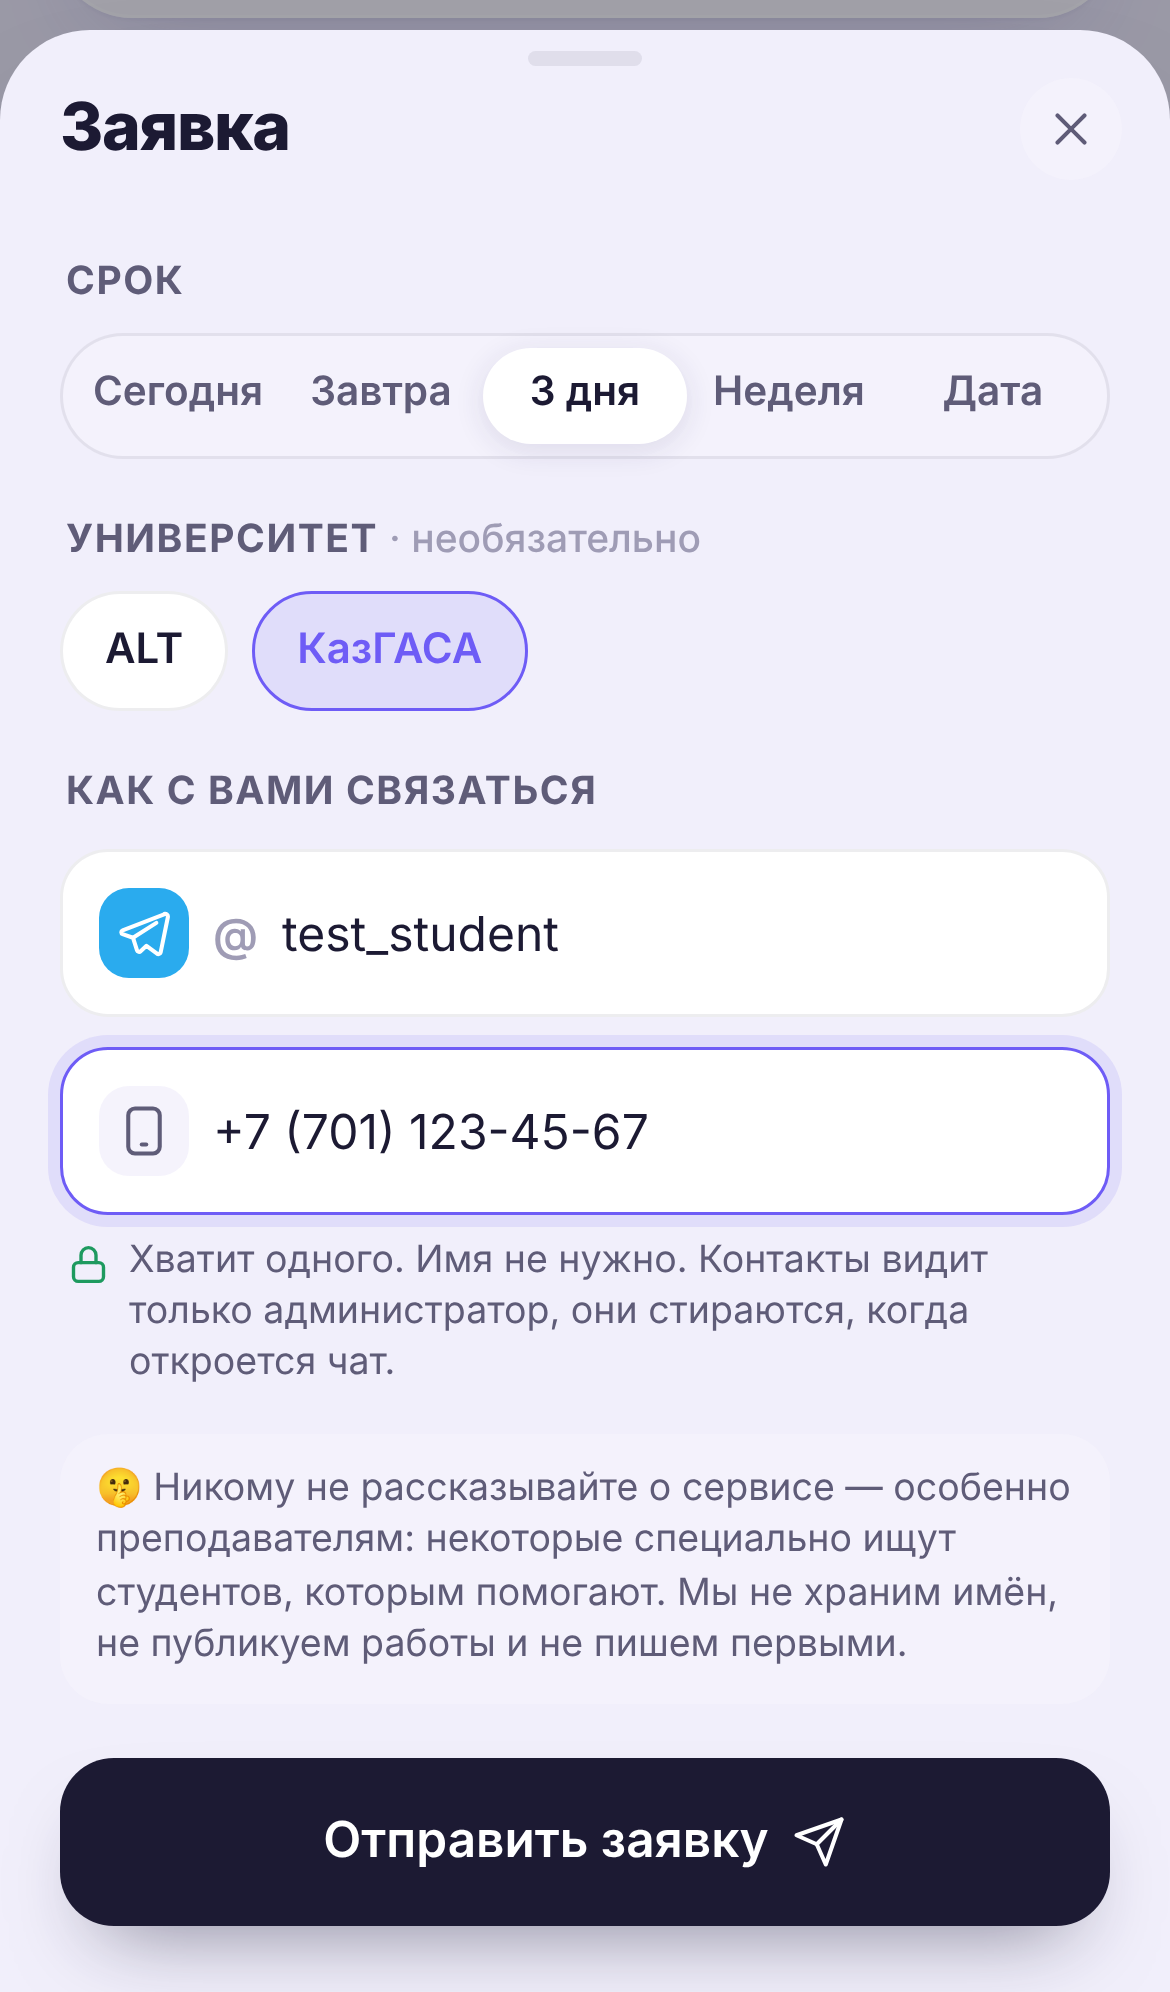 Заявка
СРОК
Сегодня Завтра 3 дня Неделя Дата
УНИВЕРСИТЕТ · необязательно
ALT КазГАСА
КАК С ВАМИ СВЯЗАТЬСЯ
@ test_student
+7 (701) 123-45-67
Хватит одного. Имя не нужно. Контакты видит
только администратор, они стираются, когда
откроется чат.
🤫 Никому не рассказывайте о сервисе — особенно
преподавателям: некоторые специально ищут
студентов, которым помогают. Мы не храним имён,
не публикуем работы и не пишем первыми.
Отправить заявку